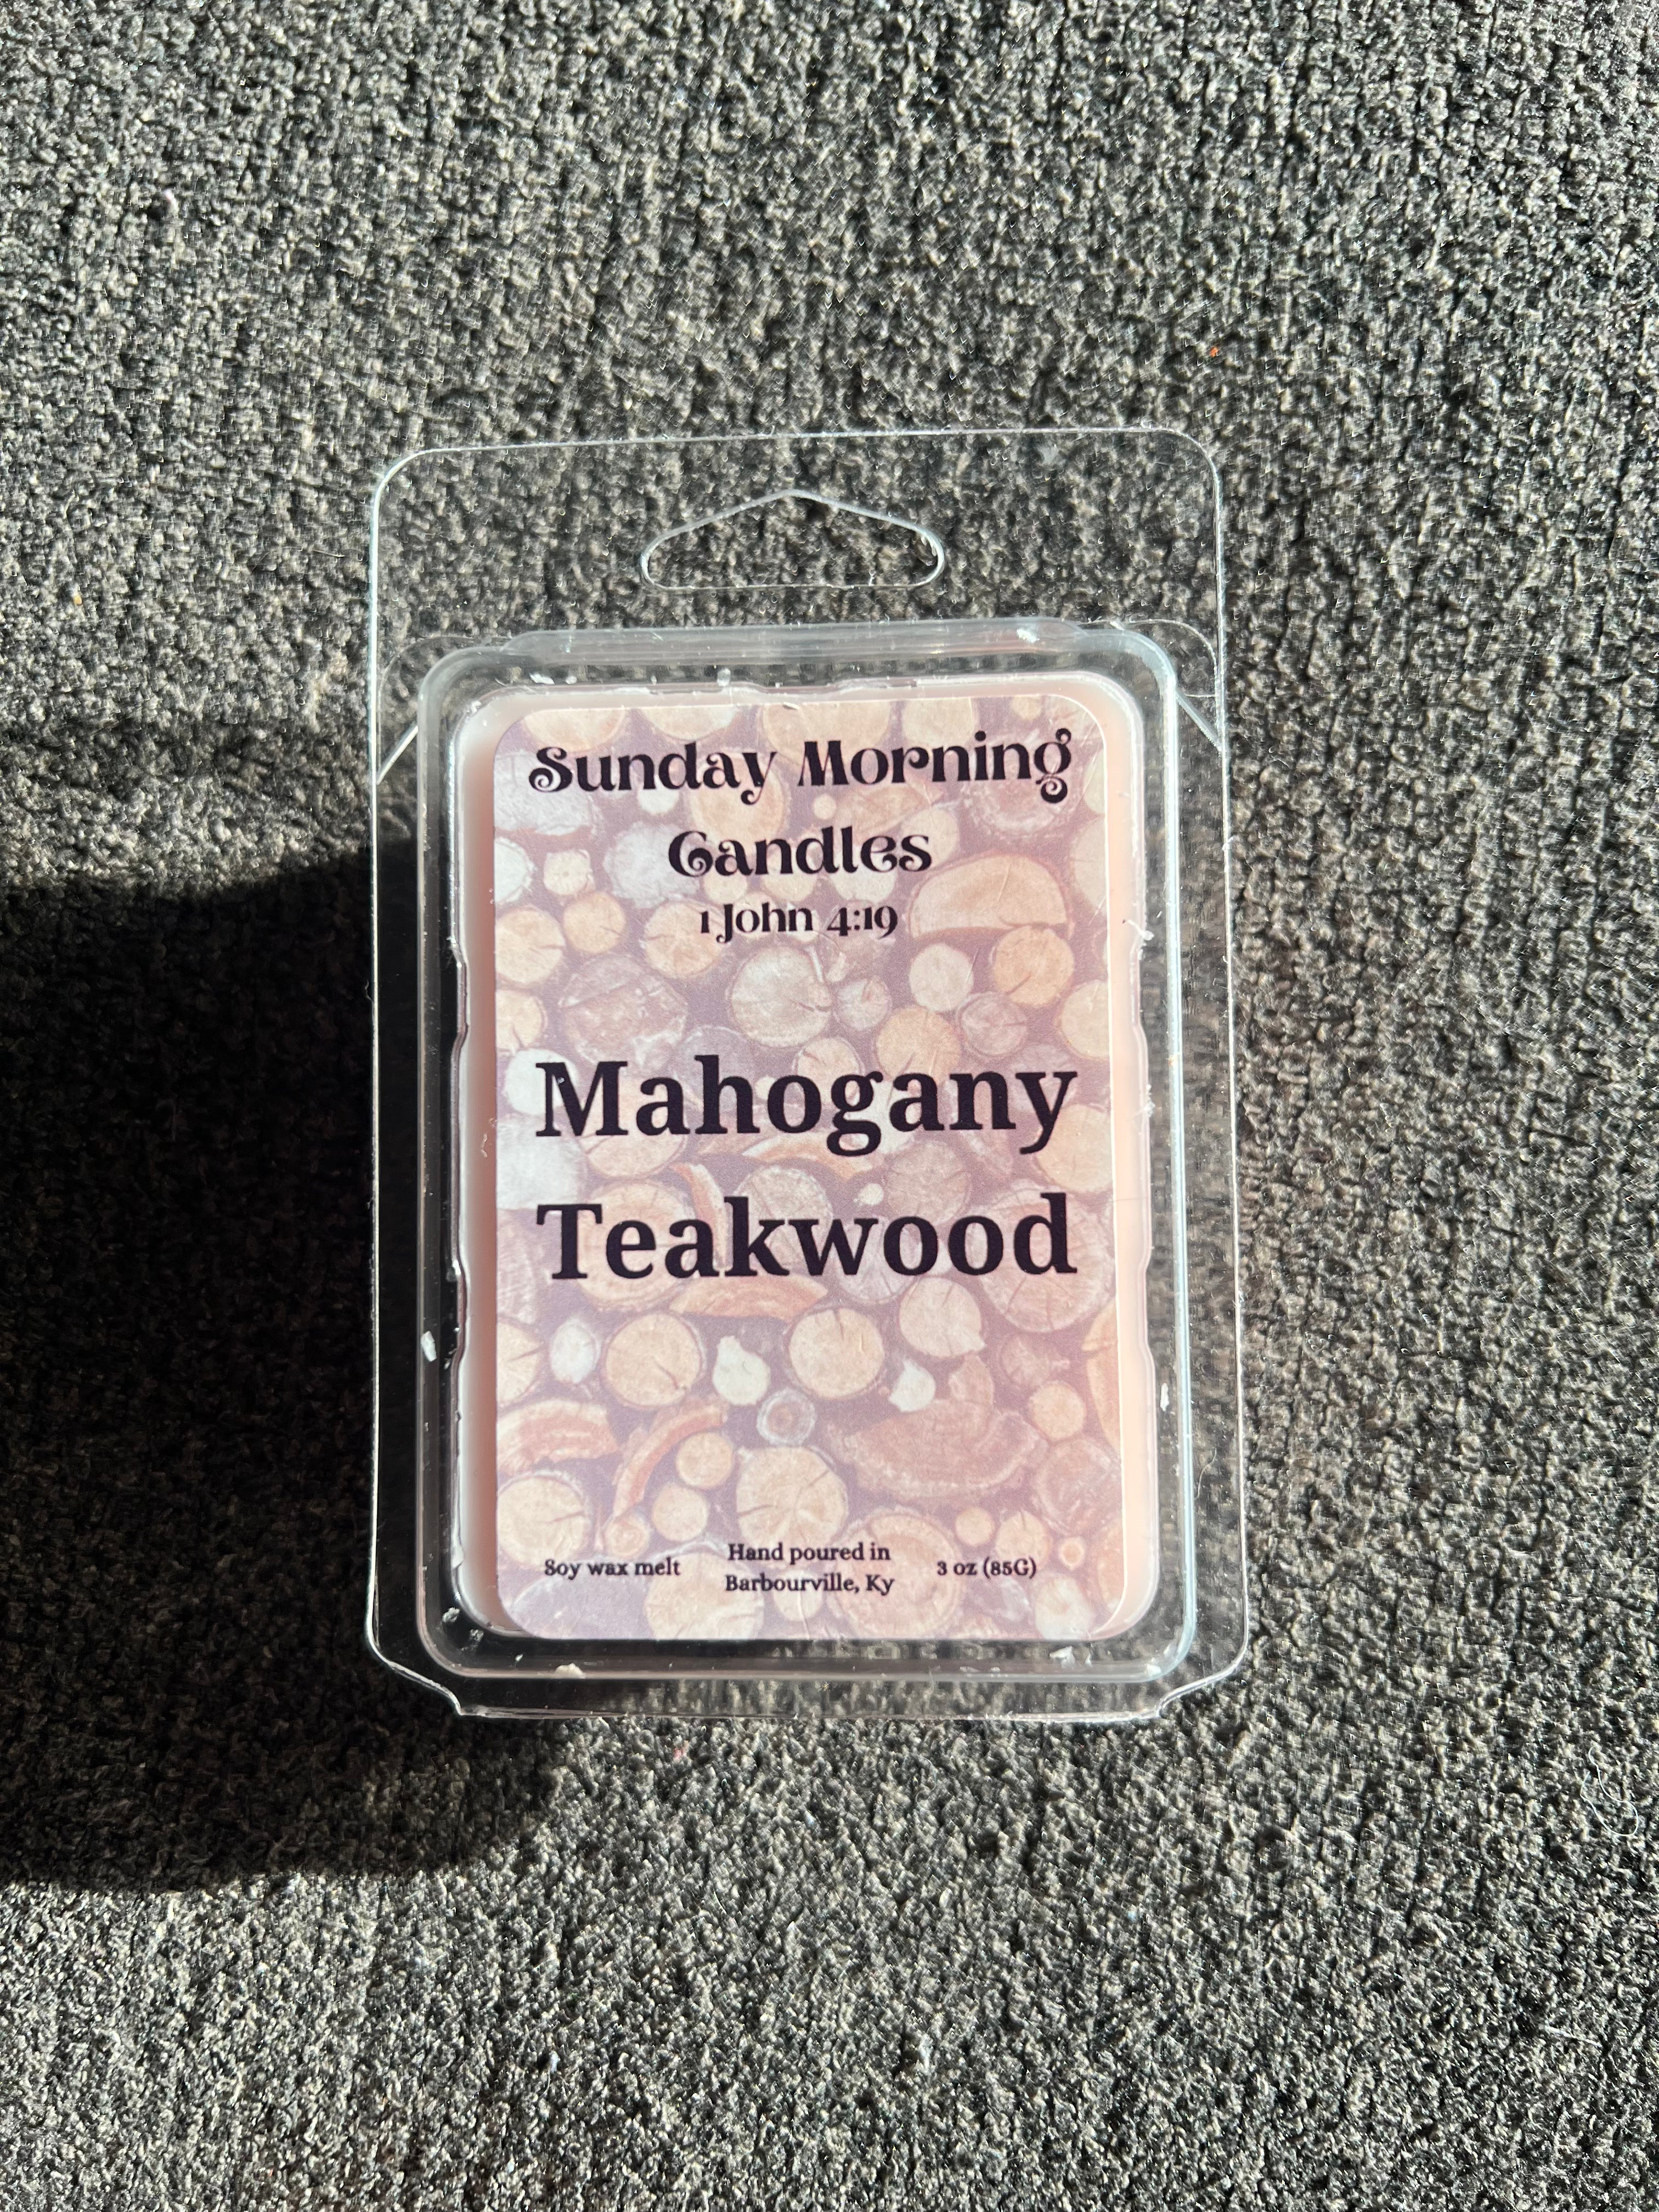 Sunday Morning
Candles
1 John 4:19
Mahogany
Teakwood
Soy wax melt
Hand poured in
Barbourville, Ky
3 oz (85G)